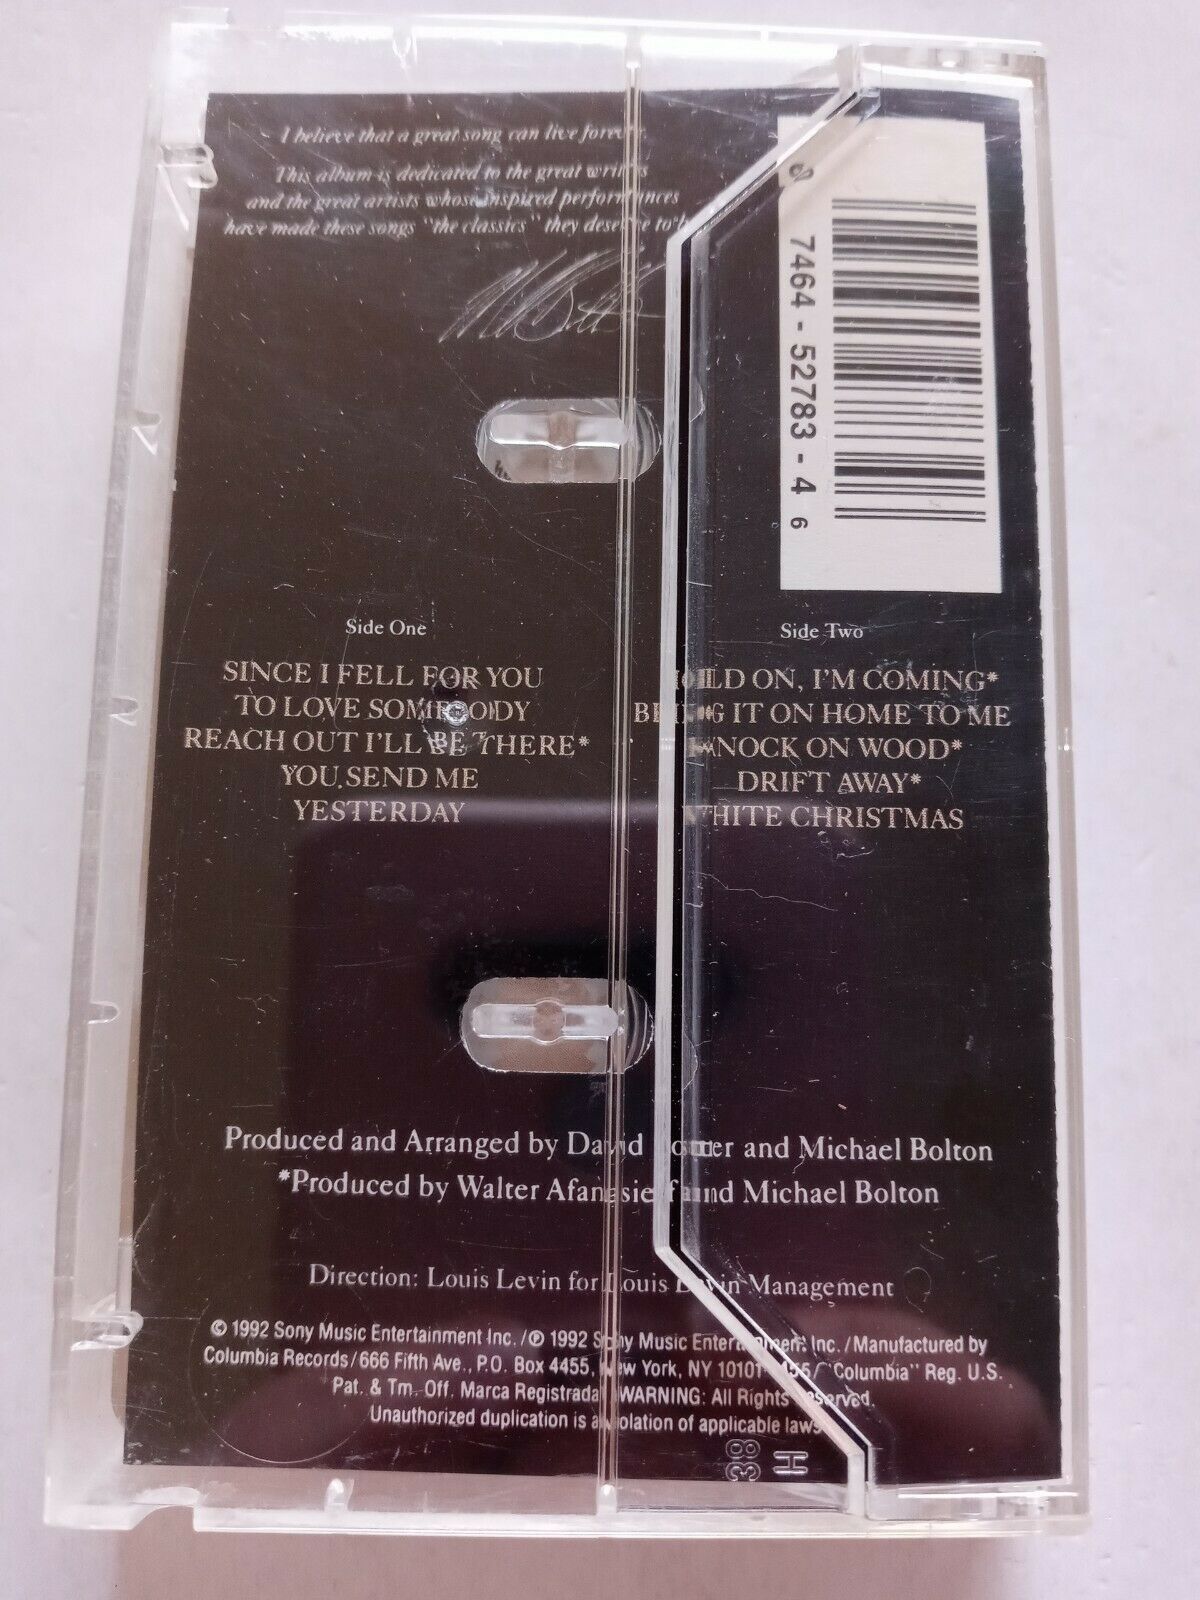 I believe that a great song can live forever.
This album is dedicated to the great writers
and the great artists whose inspired performances
have made these songs "the classics" they deserve to
7464-52783-4 6
Side One
SINCE I FELL FOR YOU
TO LOVE SOMEBODY
REACH OUT I'LL BE THERE*
YOU SEND ME
YESTERDAY
Side Two
HOLD ON, I'M COMING*
BRING IT ON HOME TO ME
KNOCK ON WOOD*
DRIFT AWAY*
WHITE CHRISTMAS
Produced and Arranged by David Foster and Michael Bolton
*Produced by Walter Afanasieff and Michael Bolton
Direction: Louis Levin for Louis Levin Management
© 1992 Sony Music Entertainment Inc./℗ 1992 Sony Music Entertainment Inc./Manufactured by
Columbia Records/666 Fifth Ave., P.O. Box 4455, New York, NY 10101-4455/"Columbia" Reg. U.S.
Pat. & Tm. Off. Marca Registrada/WARNING: All Rights Reserved.
Unauthorized duplication is a violation of applicable laws.
38 H